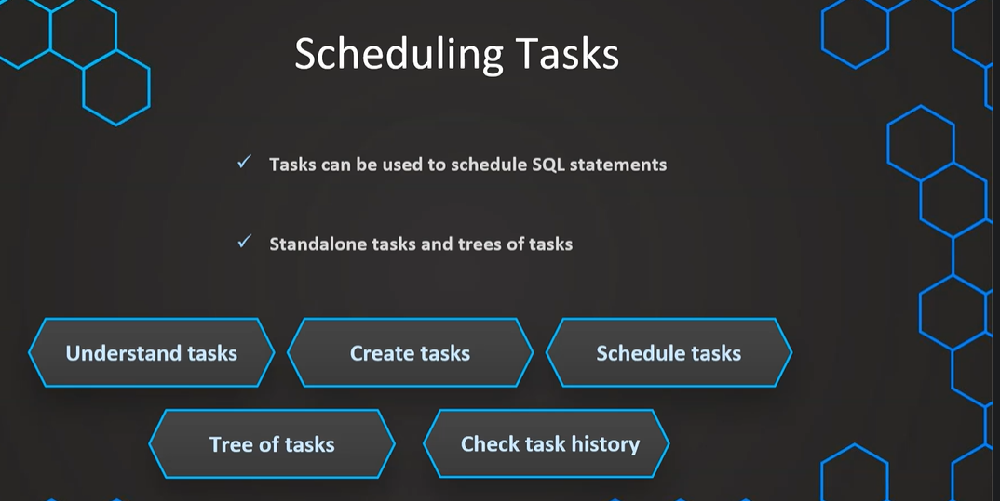 Scheduling Tasks
✓ Tasks can be used to schedule SQL statements
✓ Standalone tasks and trees of tasks
Understand tasks
Create tasks
Schedule tasks
Tree of tasks
Check task history